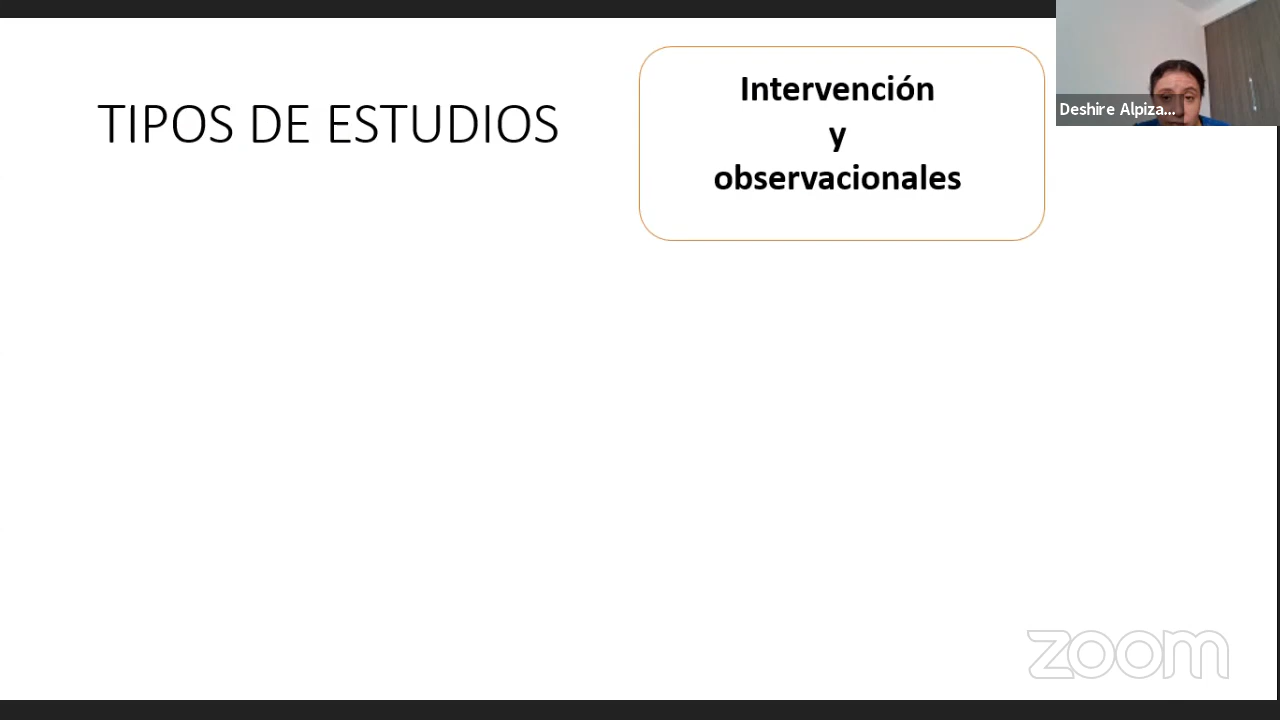 TIPOS DE ESTUDIOS
Intervención
y
observacionales
Deshire Alpiza...
zoom